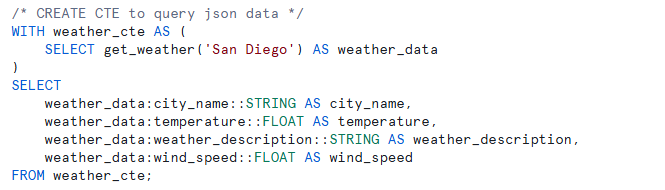 /* CREATE CTE to query json data */
WITH weather_cte AS (
    SELECT get_weather('San Diego') AS weather_data
)
SELECT
    weather_data:city_name::STRING AS city_name,
    weather_data:temperature::FLOAT AS temperature,
    weather_data:weather_description::STRING AS weather_description,
    weather_data:wind_speed::FLOAT AS wind_speed
FROM weather_cte;